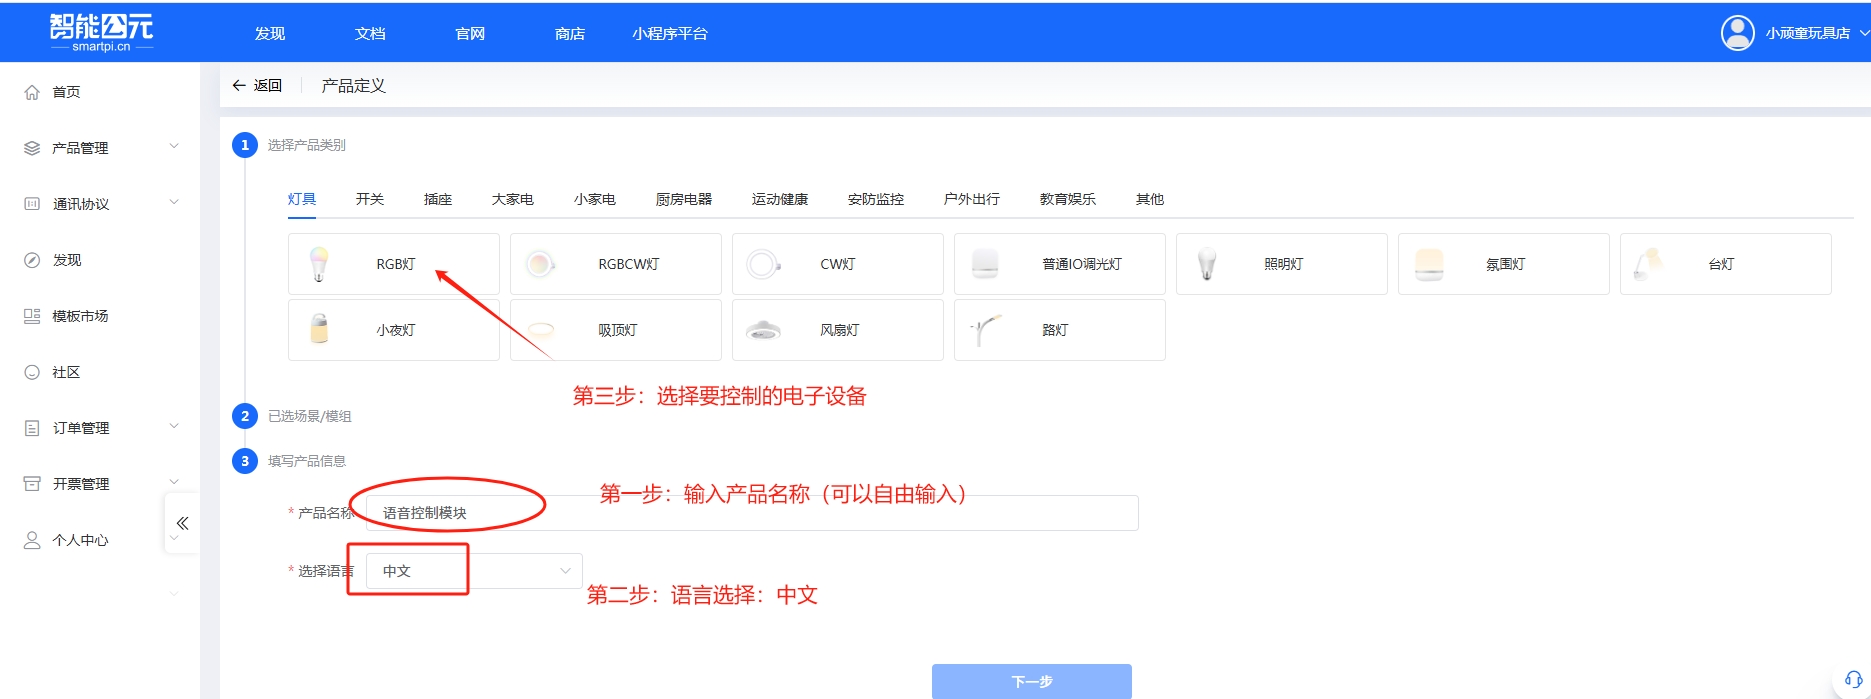 智能公元
smartpi.cn
发现
文档
官网
商店
小程序平台
小顽童玩具店
首页
产品管理
通讯协议
发现
模板市场
社区
订单管理
开票管理
个人中心
返回
产品定义
1 选择产品类别
灯具 开关 插座 大家电 小家电 厨房电器 运动健康 安防监控 户外出行 教育娱乐 其他
RGB灯 RGBCW灯 CW灯 普通IO调光灯 照明灯 氛围灯 台灯
小夜灯 吸顶灯 风扇灯 路灯
第三步：选择要控制的电子设备
2 已选场景/模组
3 填写产品信息
第一步：输入产品名称（可以自由输入）
* 产品名称 语音控制模块
* 选择语言 中文
第二步：语言选择：中文
下一步